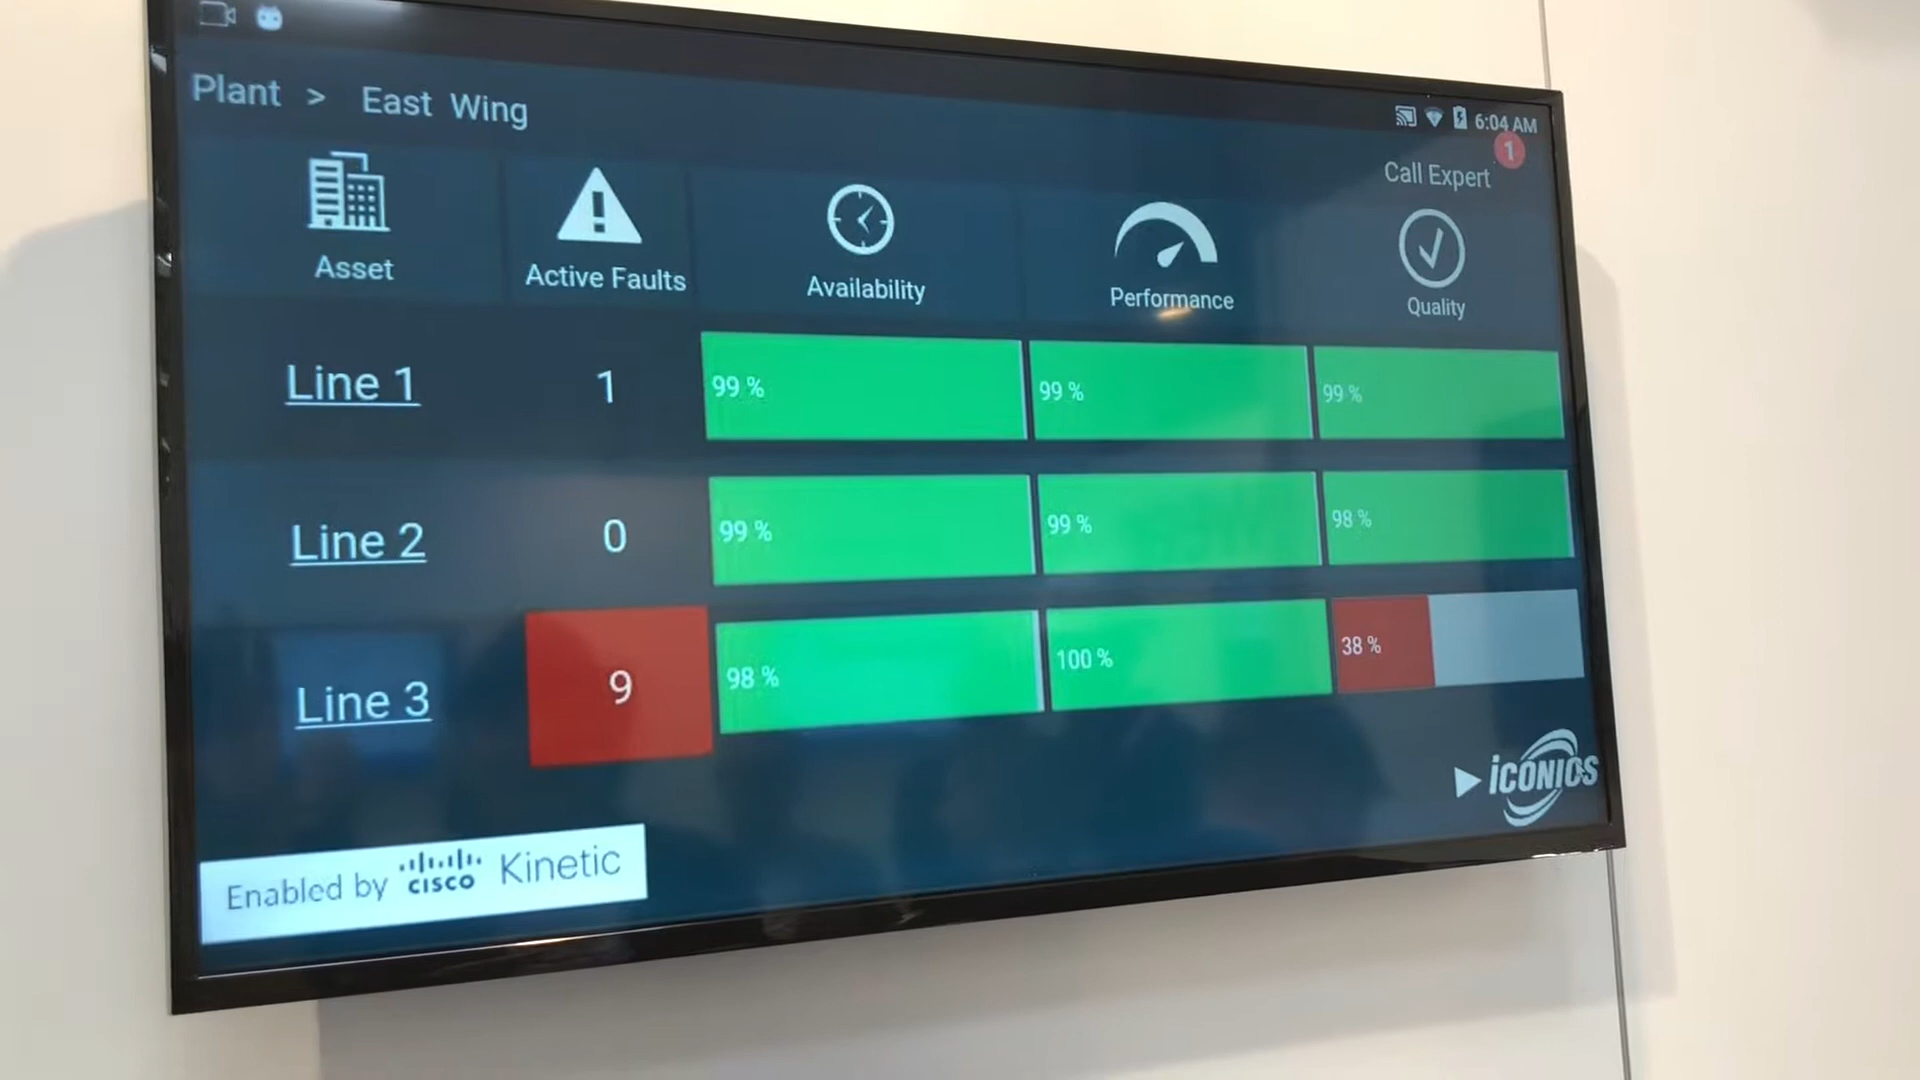 Plant > East Wing
6:04 AM
1
Call Expert
Asset
Active Faults
Availability
Performance
Quality
Line 1
1
99 %
99 %
99 %
Line 2
0
99 %
99 %
98 %
Line 3
9
98 %
100 %
38 %
ICONICS
Enabled by CISCO Kinetic